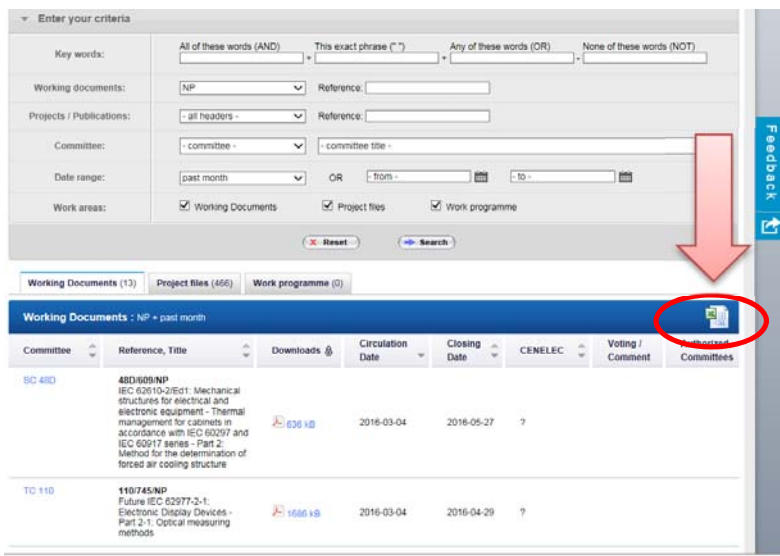 Enter your criteria
Key words:
All of these words (AND) This exact phrase (" ") Any of these words (OR) None of these words (NOT)
+ + -
Working documents: NP Reference:
Projects / Publications: - all headers - Reference:
Committee: - committee - - committee title -
Date range: past month OR - from - - to -
Work areas: Working Documents Project files Work programme
Reset Search
Feedback
Working Documents (13) Project files (466) Work programme (0)
Working Documents : NP + past month
Committee Reference, Title Downloads Circulation Date Closing Date CENELEC Voting / Comment Authorized Committees
SC 48D
48D/609/NP
IEC 62610-2/Ed1: Mechanical
structures for electrical and
electronic equipment - Thermal
management for cabinets in
accordance with IEC 60297 and
IEC 60917 series - Part 2:
Method for the determination of
forced air cooling structure
636 kB 2016-03-04 2016-05-27 ?
TC 110
110/745/NP
Future IEC 62977-2-1:
Electronic Display Devices -
Part 2-1: Optical measuring
methods
1686 kB 2016-03-04 2016-04-29 ?